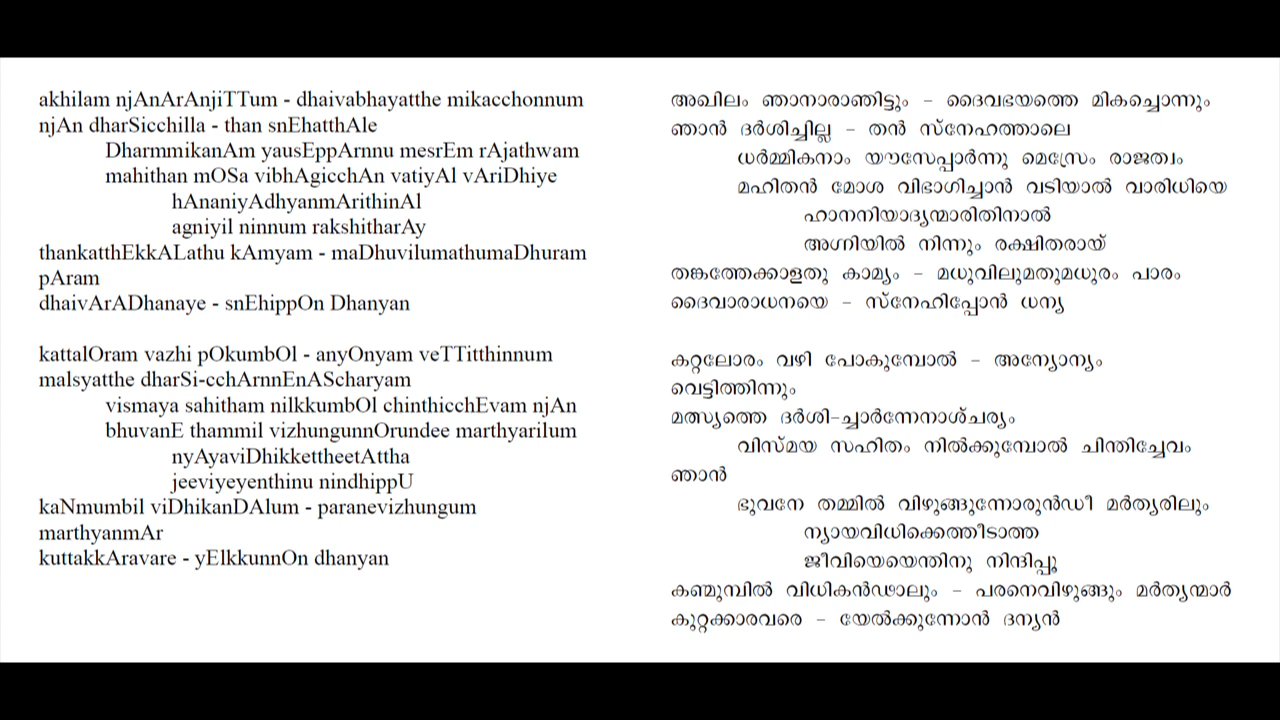 akhilam njAnArAnjiTTum - dhaivabhayatthe mikacchonnum
njAn dharSicchilla - than snEhatthAle
DharmmikanAm yausEppArnnu mesrEm rAjathwam
mahithan mOSa vibhAgicchAn vatiyAl vAriDhiye
hAnaniyAdhyanmArithinAl
agniyil ninnum rakshitharAy
thankatthEkkALathu kAmyam - maDhuvilumathumaDhuram
pAram
dhaivArADhanaye - snEhippOn Dhanyan
kattalOram vazhi pOkumbOl - anyOnyam veTTitthinnum
malsyatthe dharSi-cchArnnEnAScharyam
vismaya sahitham nilkkumbOl chinthicchEvam njAn
bhuvanE thammil vizhungunnOrundee marthyarilum
nyAyaviDhikkettheetAttha
jeeviyeyenthinu nindhippU
kaNmumbil viDhikanDAlum - paranevizhungum
marthyanmAr
kuttakkAravare - yElkkunnOn dhanyan
അഖിലം ഞാനാരാഞിട്ടും - ദൈവഭയത്തെ മികച്ചൊന്നും
ഞാൻ ദർശിച്ചില്ല - തൻ സ്നേഹത്താലെ
ധർമ്മികനാം യൗസേപ്പാർന്നു മെസ്രേം രാജത്വം
മഹിതൻ മോശ വിഭാഗിച്ചാൻ വടിയാൽ വാരിധിയെ
ഹാനനിയാദ്യന്മാരിതിനാൽ
അഗ്നിയിൽ നിന്നും രക്ഷിതരായ്
തങ്കത്തേക്കാളതു കാമ്യം - മധുവിലുമതുമധുരം പാരം
ദൈവാരാധനയെ - സ്നേഹിപ്പോൻ ധന്യ
കറ്റലോരം വഴി പോകുമ്പോൽ - അന്യോന്യം
വെട്ടിത്തിന്നും
മത്സ്യത്തെ ദർശി-ച്ചാർന്നേനാശ്ചര്യം
വിസ്മയ സഹിതം നിൽക്കുമ്പോൽ ചിന്തിച്ചേവം
ഞാൻ
ഭുവനേ തമ്മിൽ വിഴുങ്ങുന്നോരുൻഡീ മർത്യരിലും
ന്യായവിധിക്കെത്തീടാത്ത
ജീവിയെയെന്തിനു നിന്ദിപ്പൂ
കണ്മുമ്പിൽ വിധികൻഢാലും - പരനെവിഴുങ്ങും മർത്യന്മാർ
കുറ്റക്കാരവരെ - യേൽക്കുന്നോൻ ദന്യൻ